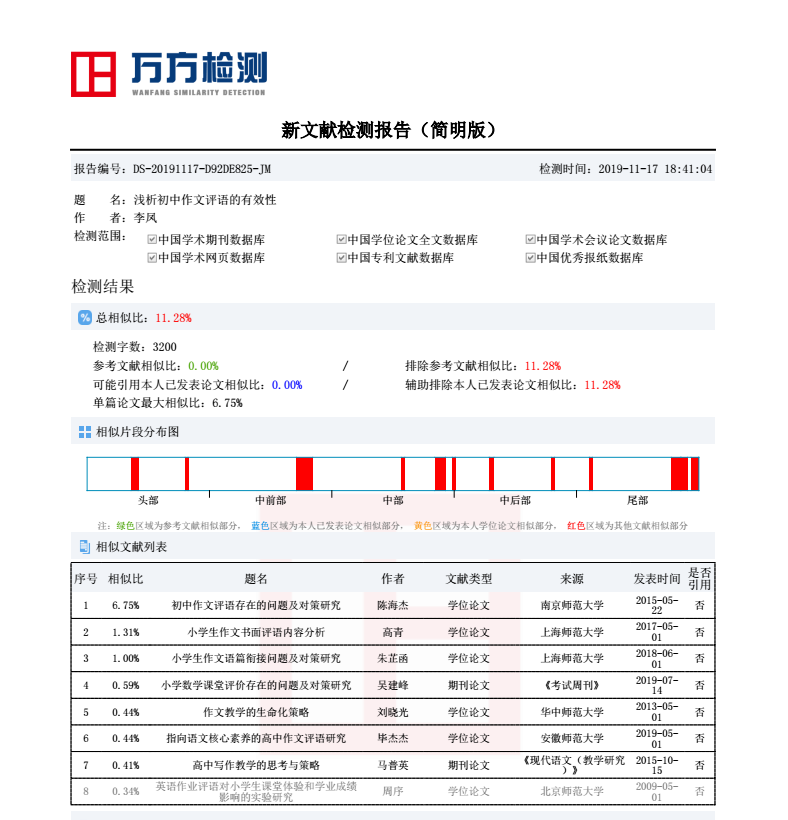 万方检测
WANFANG SIMILARITY DETECTION
新文献检测报告（简明版）
报告编号：DS-20191117-D92DE825-JM 检测时间：2019-11-17 18:41:04
题 名：浅析初中作文评语的有效性
作 者：李凤
检测范围： 中国学术期刊数据库 中国学位论文全文数据库 中国学术会议论文数据库
中国学术网页数据库 中国专利文献数据库 中国优秀报纸数据库
检测结果
% 总相似比：11.28%
检测字数：3200
参考文献相似比：0.00% / 排除参考文献相似比：11.28%
可能引用本人已发表论文相似比：0.00% / 辅助排除本人已发表论文相似比：11.28%
单篇论文最大相似比：6.75%
相似片段分布图
头部 中前部 中部 中后部 尾部
注：绿色区域为参考文献相似部分， 蓝色区域为本人已发表论文相似部分， 黄色区域为本人学位论文相似部分， 红色区域为其他文献相似部分
相似文献列表
序号 相似比 题名 作者 文献类型 来源 发表时间 是否引用
1 6.75% 初中作文评语存在的问题及对策研究 陈海杰 学位论文 南京师范大学 2015-05-22 否
2 1.31% 小学生作文书面评语内容分析 高青 学位论文 上海师范大学 2017-05-01 否
3 1.00% 小学生作文语篇衔接问题及对策研究 朱芷函 学位论文 上海师范大学 2018-06-01 否
4 0.59% 小学数学课堂评价存在的问题及对策研究 吴建峰 期刊论文 《考试周刊》 2019-07-14 否
5 0.44% 作文教学的生命化策略 刘晓光 学位论文 华中师范大学 2013-05-01 否
6 0.44% 指向语文核心素养的高中作文评语研究 毕杰杰 学位论文 安徽师范大学 2019-05-01 否
7 0.41% 高中写作教学的思考与策略 马普英 期刊论文 《现代语文（教学研究）》 2015-10-15 否
8 0.34% 英语作业评语对小学生课堂体验和学业成绩影响的实验研究 周序 学位论文 北京师范大学 2009-05-01 否